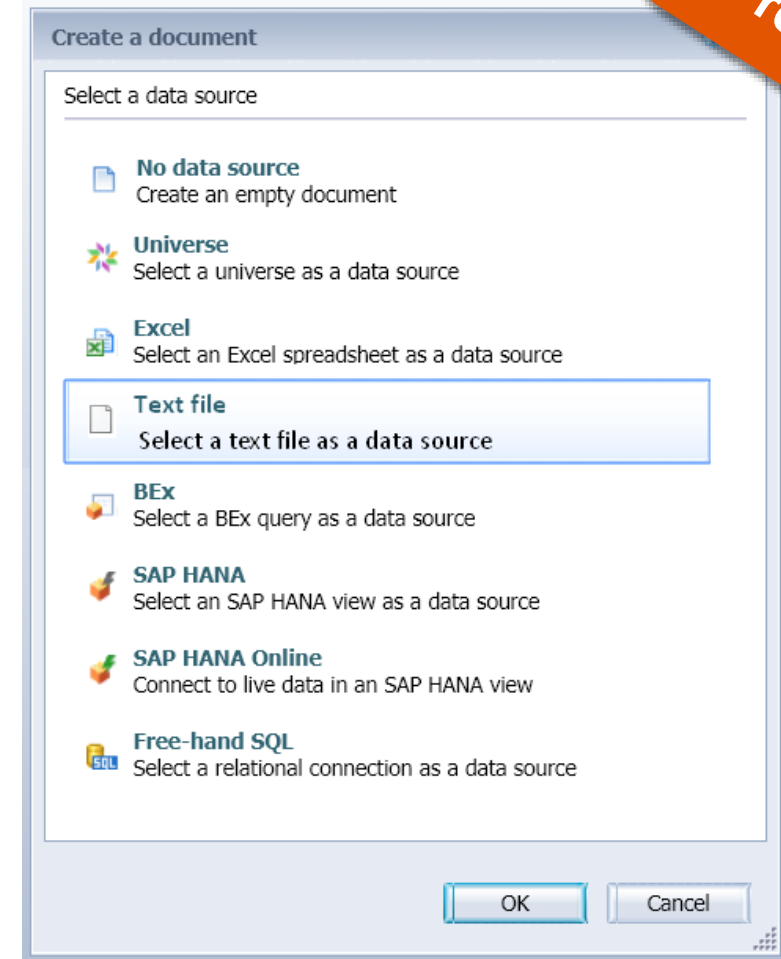 Create a document
Select a data source
No data source
Create an empty document
Universe
Select a universe as a data source
Excel
Select an Excel spreadsheet as a data source
Text file
Select a text file as a data source
BEx
Select a BEx query as a data source
SAP HANA
Select an SAP HANA view as a data source
SAP HANA Online
Connect to live data in an SAP HANA view
Free-hand SQL
SQL
Select a relational connection as a data source
OK
Cancel